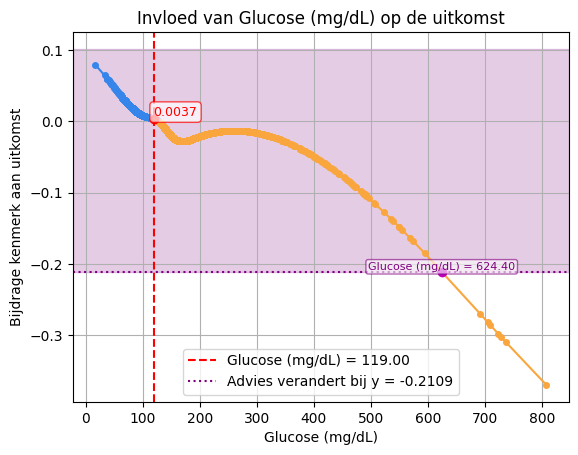 Invloed van Glucose (mg/dL) op de uitkomst
Bijdrage kenmerk aan uitkomst
0.1
0.0
−0.1
−0.2
−0.3
0.0037
Glucose (mg/dL) = 624.40
Glucose (mg/dL) = 119.00
Advies verandert bij y = -0.2109
0 100 200 300 400 500 600 700 800
Glucose (mg/dL)